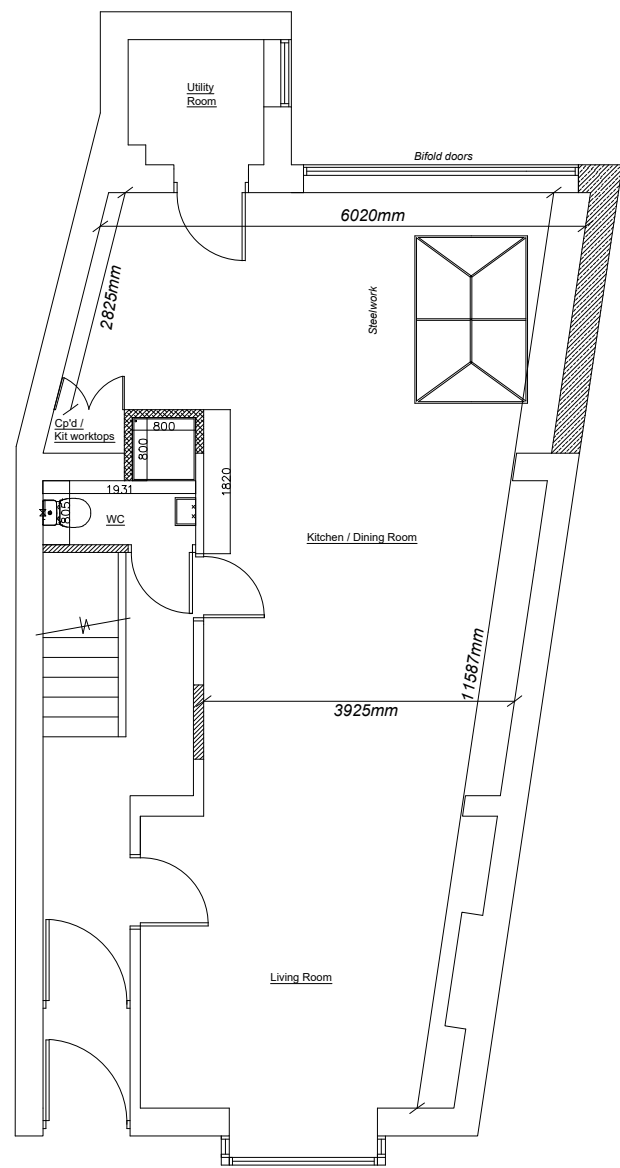 Utility
Room
Bifold doors
6020mm
2825mm
Steelwork
Cp'd /
Kit worktops
800
800
1820
1931
805
WC
Kitchen / Dining Room
11587mm
3925mm
Living Room